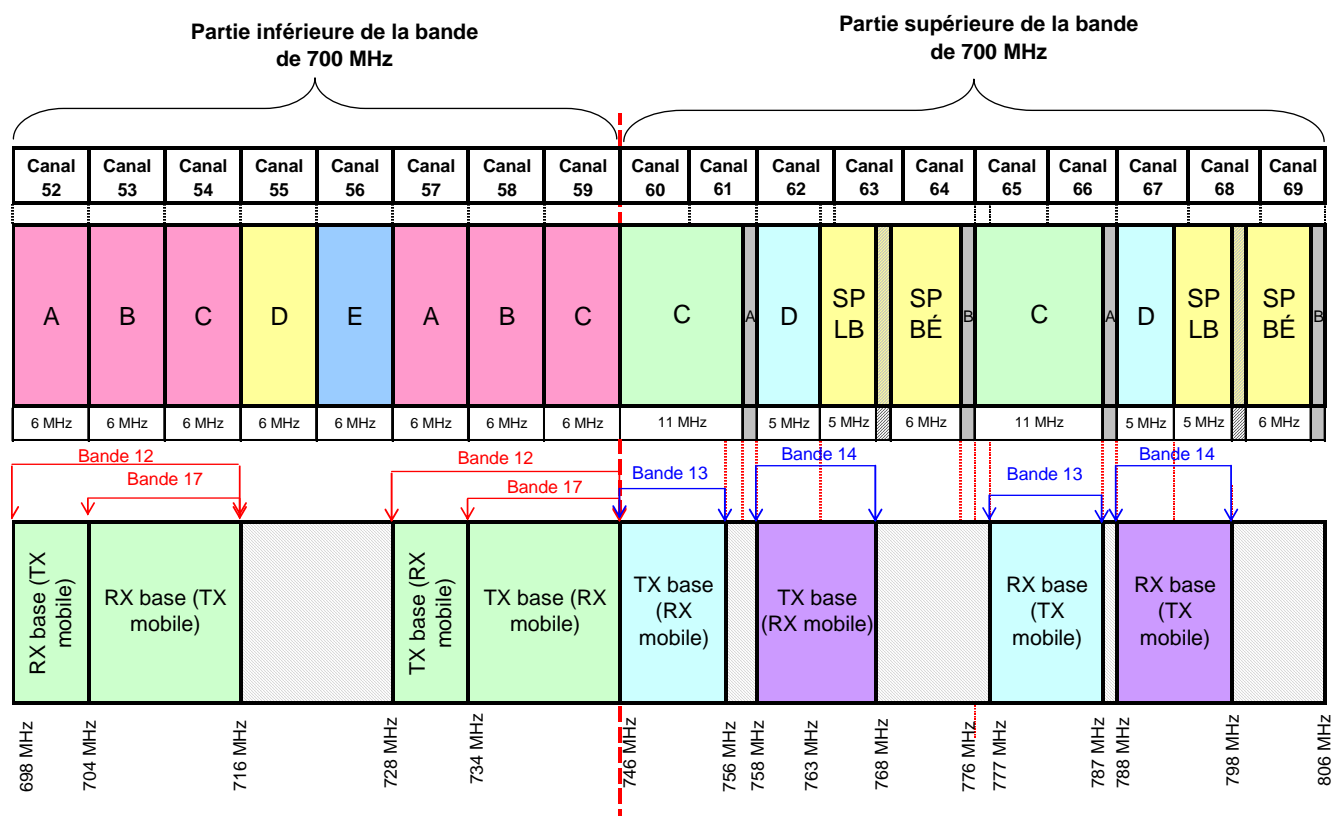 Partie inférieure de la bande
de 700 MHz
Partie supérieure de la bande
de 700 MHz
Canal 52
Canal 53
Canal 54
Canal 55
Canal 56
Canal 57
Canal 58
Canal 59
Canal 60
Canal 61
Canal 62
Canal 63
Canal 64
Canal 65
Canal 66
Canal 67
Canal 68
Canal 69
A
B
C
D
E
A
B
C
C
A
D
SP
LB
SP
BÉ
B
C
A
D
SP
LB
SP
BÉ
B
6 MHz
6 MHz
6 MHz
6 MHz
6 MHz
6 MHz
6 MHz
6 MHz
11 MHz
5 MHz
5 MHz
6 MHz
11 MHz
5 MHz
5 MHz
6 MHz
Bande 12
Bande 17
Bande 12
Bande 17
Bande 13
Bande 14
Bande 13
Bande 14
RX base (TX
mobile)
RX base (TX
mobile)
TX base (RX
mobile)
TX base (RX
mobile)
TX base
(RX
mobile)
TX base
(RX mobile)
RX base
(TX
mobile)
RX base
(TX
mobile)
698 MHz
704 MHz
716 MHz
728 MHz
734 MHz
746 MHz
756 MHz
758 MHz
763 MHz
768 MHz
776 MHz
777 MHz
787 MHz
788 MHz
798 MHz
806 MHz